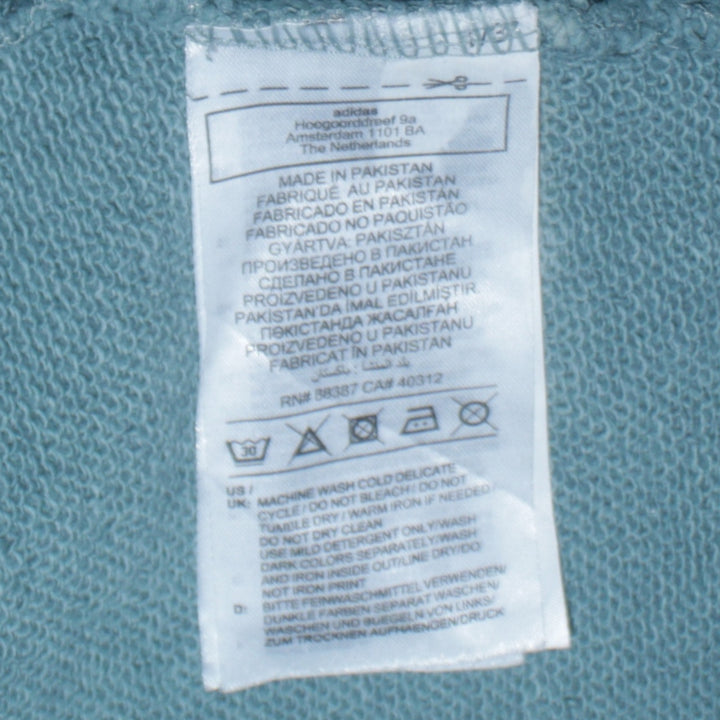 adidas
Hoogoorddreef 9a
Amsterdam 1101 BA
The Netherlands
MADE IN PAKISTAN
FABRIQUÉ AU PAKISTAN
FABRICADO EN PAKISTÁN
FABRICADO NO PAQUISTÃO
GYÁRTVA: PAKISZTÁN
ПРОИЗВЕДЕНО В ПАКИСТАН
СДЕЛАНО В ПАКИСТАНЕ
PROIZVEDENO U PAKISTANU
PAKISTAN'DA İMAL EDİLMİŞTİR
ПӘКІСТАНДА ЖАСАЛҒАН
PROIZVEDENO U PAKISTANU
FABRICAT ÎN PAKISTAN
بلد المنشأ : باكستان
RN# 88387 CA# 40312
30
US / UK: MACHINE WASH COLD DELICATE
CYCLE / DO NOT BLEACH / DO NOT
TUMBLE DRY / WARM IRON IF NEEDED /
DO NOT DRY CLEAN
USE MILD DETERGENT ONLY/WASH
DARK COLORS SEPARATELY/WASH
AND IRON INSIDE OUT/LINE DRY/DO
NOT IRON PRINT
D: BITTE FEINWASCHMITTEL VERWENDEN/
DUNKLE FARBEN SEPARAT WASCHEN/
WASCHEN UND BUEGELN VON LINKS/
ZUM TROCKNEN AUFHAENGEN/DRUCK